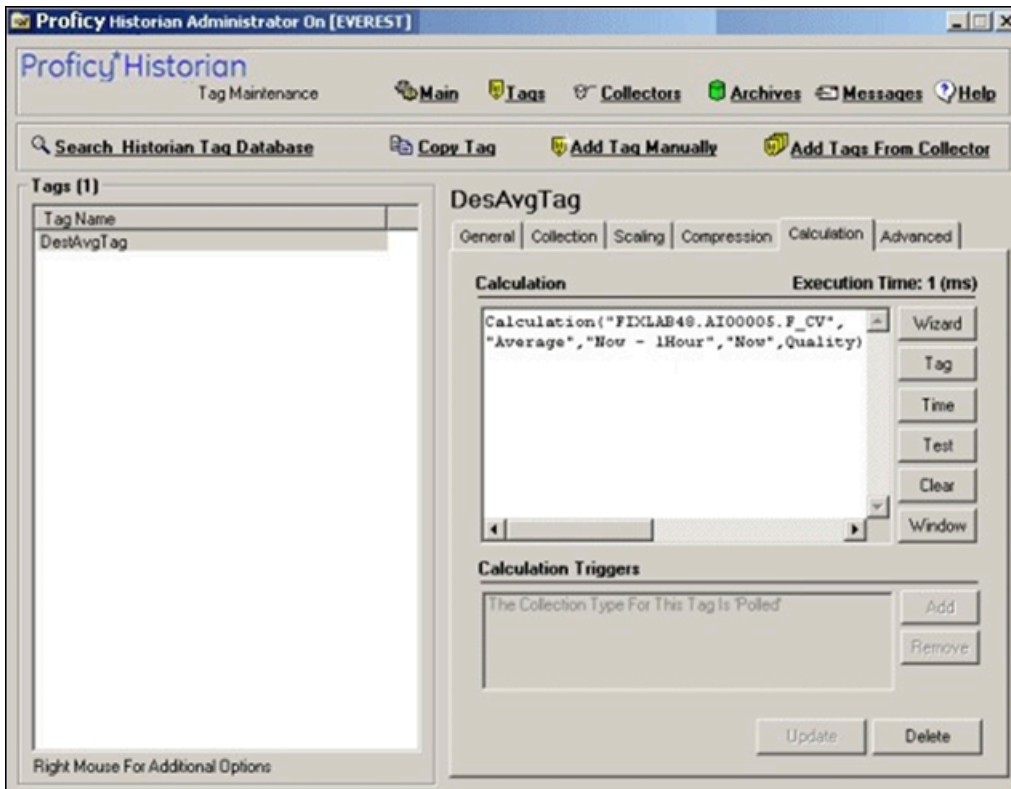 Proficy Historian Administrator On [EVEREST]
Proficy Historian
Tag Maintenance
Main
Tags
Collectors
Archives
Messages
Help
Search Historian Tag Database
Copy Tag
Add Tag Manually
Add Tags From Collector
Tags (1)
Tag Name
DestAvgTag
Right Mouse For Additional Options
DesAvgTag
General
Collection
Scaling
Compression
Calculation
Advanced
Calculation
Execution Time: 1 (ms)
Calculation("FIXLAB48.AI00005.F_CV",
"Average","Now - 1Hour","Now",Quality)
Wizard
Tag
Time
Test
Clear
Window
Calculation Triggers
The Collection Type For This Tag Is 'Polled'
Add
Remove
Update
Delete